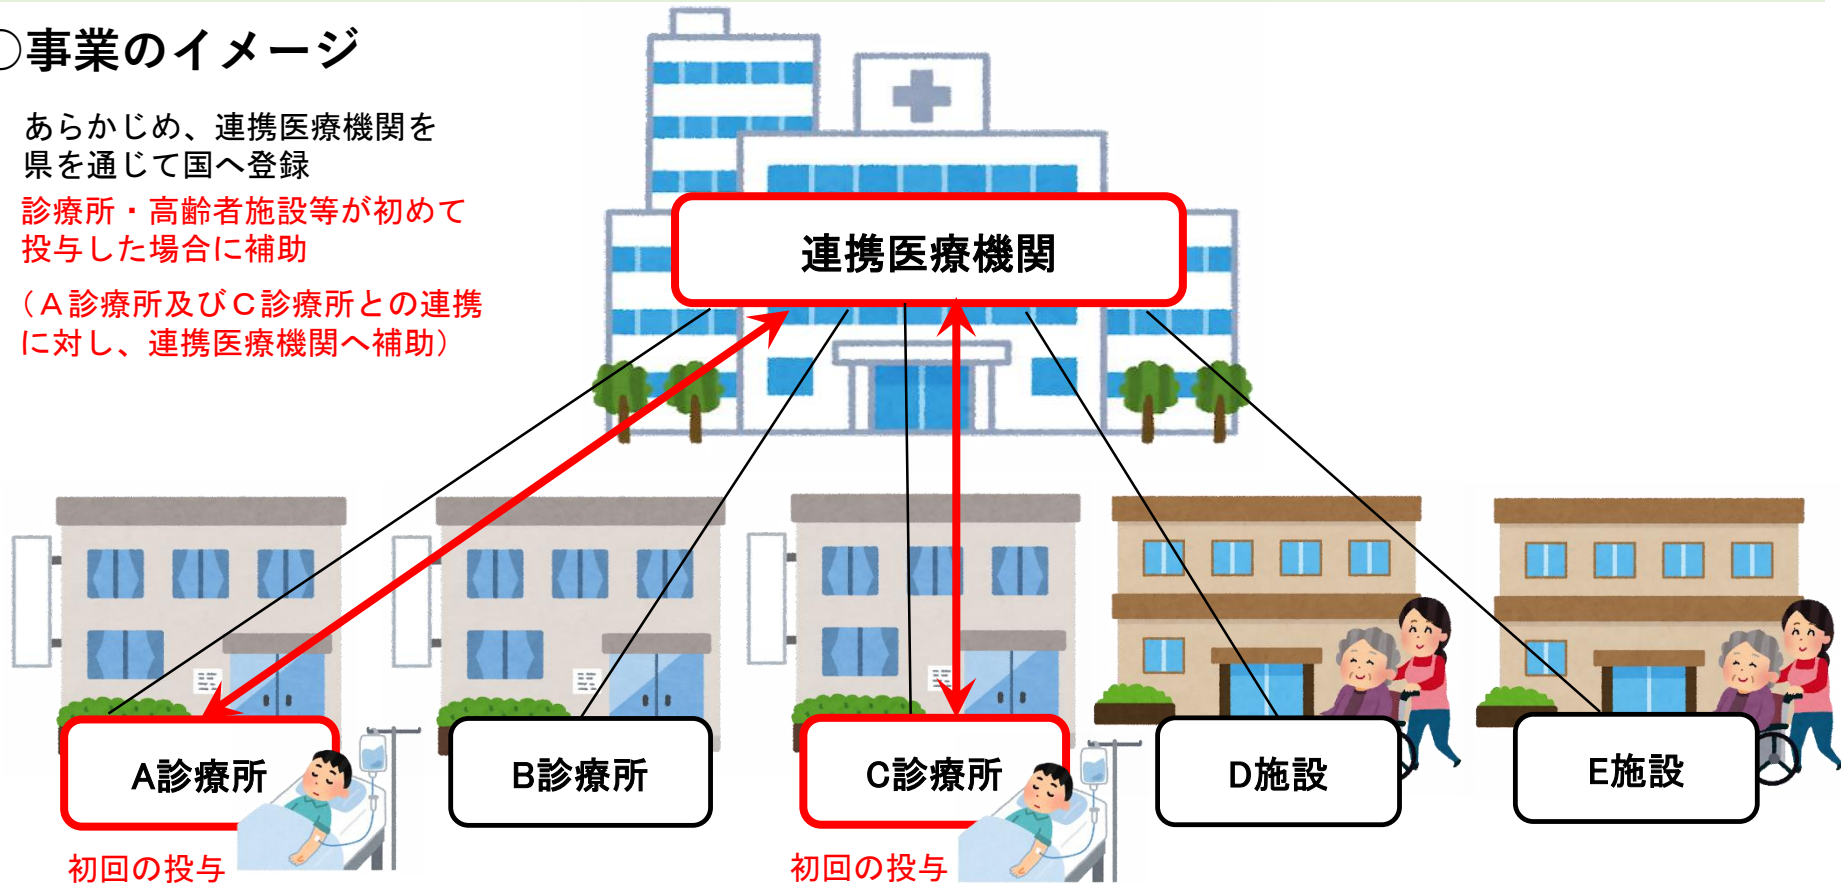 ○事業のイメージ
あらかじめ、連携医療機関を
県を通じて国へ登録
診療所・高齢者施設等が初めて
投与した場合に補助
（Ａ診療所及びＣ診療所との連携
に対し、連携医療機関へ補助）
連携医療機関
A診療所
B診療所
C診療所
D施設
E施設
初回の投与
初回の投与